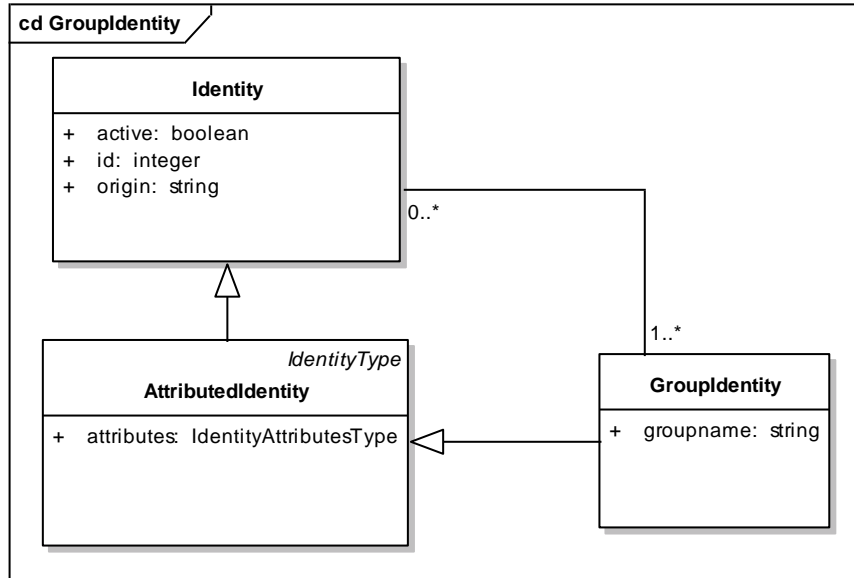 cd GroupIdentity
Identity
+ active: boolean
+ id: integer
+ origin: string
0..*
1..*
IdentityType
AttributedIdentity
+ attributes: IdentityAttributesType
GroupIdentity
+ groupname: string